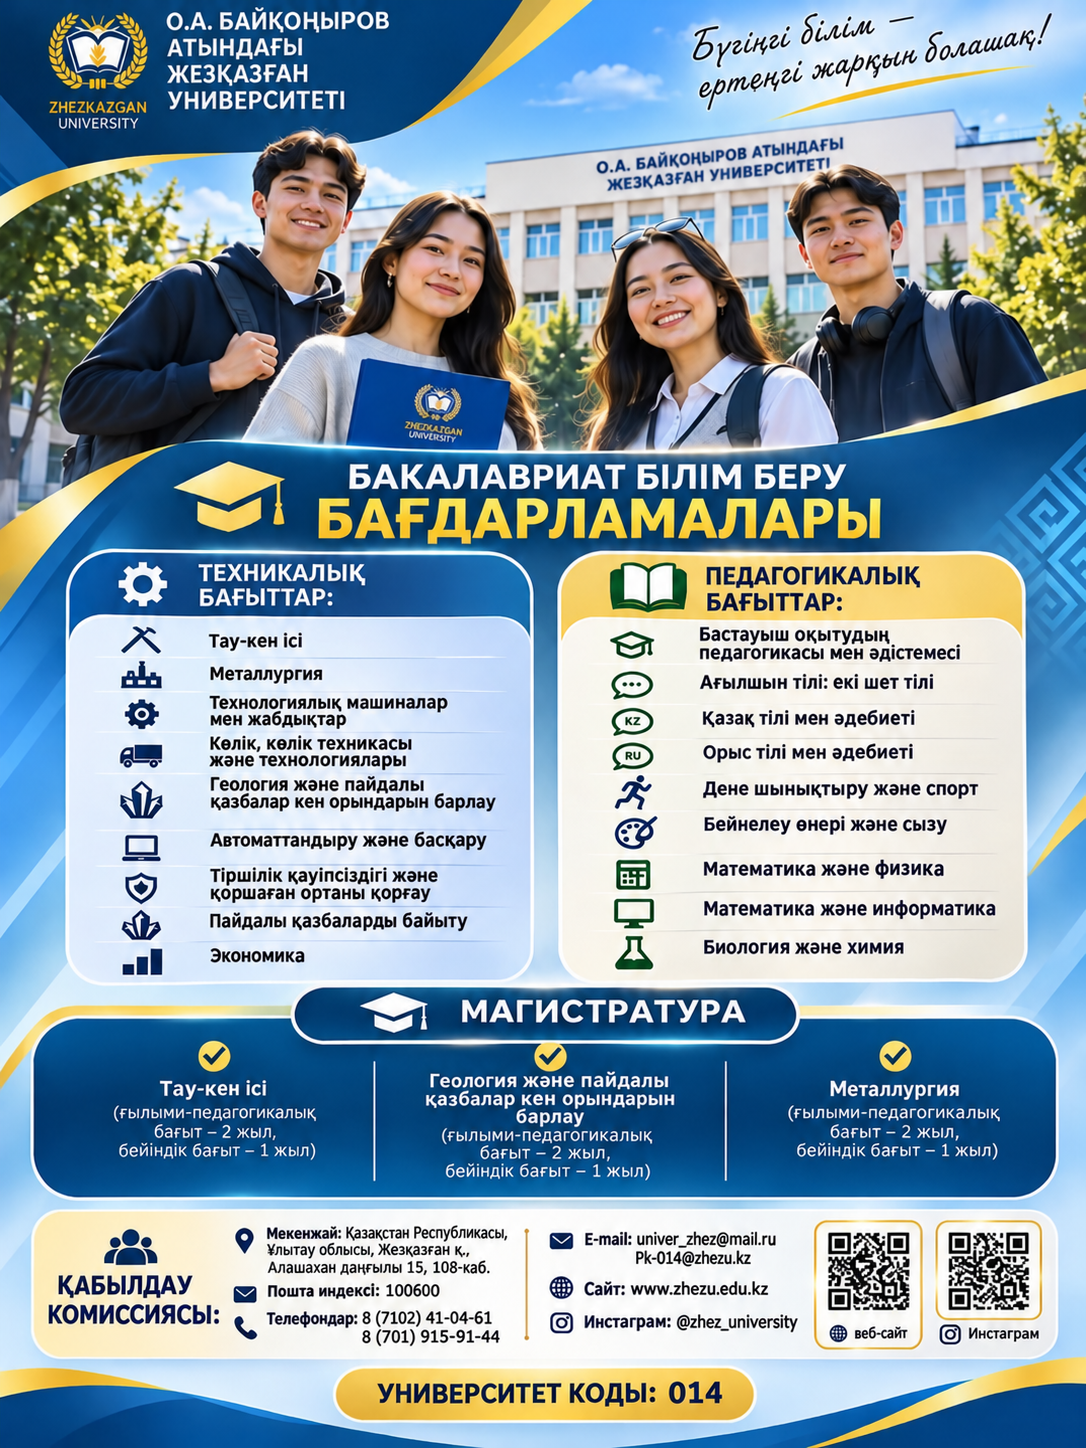 О.А. БАЙҚОҢЫРОВ
АТЫНДАҒЫ
ЖЕЗҚАЗҒАН
УНИВЕРСИТЕТІ
ZHEZKAZGAN
UNIVERSITY
Бүгінгі білім –
ертеңгі жарқын болашақ!
О.А. БАЙҚОҢЫРОВ АТЫНДАҒЫ
ЖЕЗҚАЗҒАН УНИВЕРСИТЕТІ
ZHEZKAZGAN
UNIVERSITY
БАКАЛАВРИАТ БІЛІМ БЕРУ
БАҒДАРЛАМАЛАРЫ
ТЕХНИКАЛЫҚ
БАҒЫТТАР:
Тау-кен ісі
Металлургия
Технологиялық машиналар
мен жабдықтар
Көлік, көлік техникасы
және технологиялары
Геология және пайдалы
қазбалар кен орындарын барлау
Автоматтандыру және басқару
Тіршілік қауіпсіздігі және
қоршаған ортаны қорғау
Пайдалы қазбаларды байыту
Экономика
ПЕДАГОГИКАЛЫҚ
БАҒЫТТАР:
Бастауыш оқытудың
педагогикасы мен әдістемесі
Ағылшын тілі: екі шет тілі
KZ
Қазақ тілі мен әдебиеті
RU
Орыс тілі мен әдебиеті
Дене шынықтыру және спорт
Бейнелеу өнері және сызу
Математика және физика
Математика және информатика
Биология және химия
МАГИСТРАТУРА
Тау-кен ісі
(ғылыми-педагогикалық
бағыт – 2 жыл,
бейіндік бағыт – 1 жыл)
Геология және пайдалы
қазбалар кен орындарын
барлау
(ғылыми-педагогикалық
бағыт – 2 жыл,
бейіндік бағыт – 1 жыл)
Металлургия
(ғылыми-педагогикалық
бағыт – 2 жыл,
бейіндік бағыт – 1 жыл)
ҚАБЫЛДАУ
КОМИССИЯСЫ:
Мекенжай: Қазақстан Республикасы,
Ұлытау облысы, Жезқазған қ.,
Алашахан даңғылы 15, 108-каб.
Пошта индексі: 100600
Телефондар: 8 (7102) 41-04-61
8 (701) 915-91-44
E-mail: univer_zhez@mail.ru
Pk-014@zhezu.kz
Сайт: www.zhezu.edu.kz
Инстаграм: @zhez_university
веб-сайт
Инстаграм
УНИВЕРСИТЕТ КОДЫ: 014